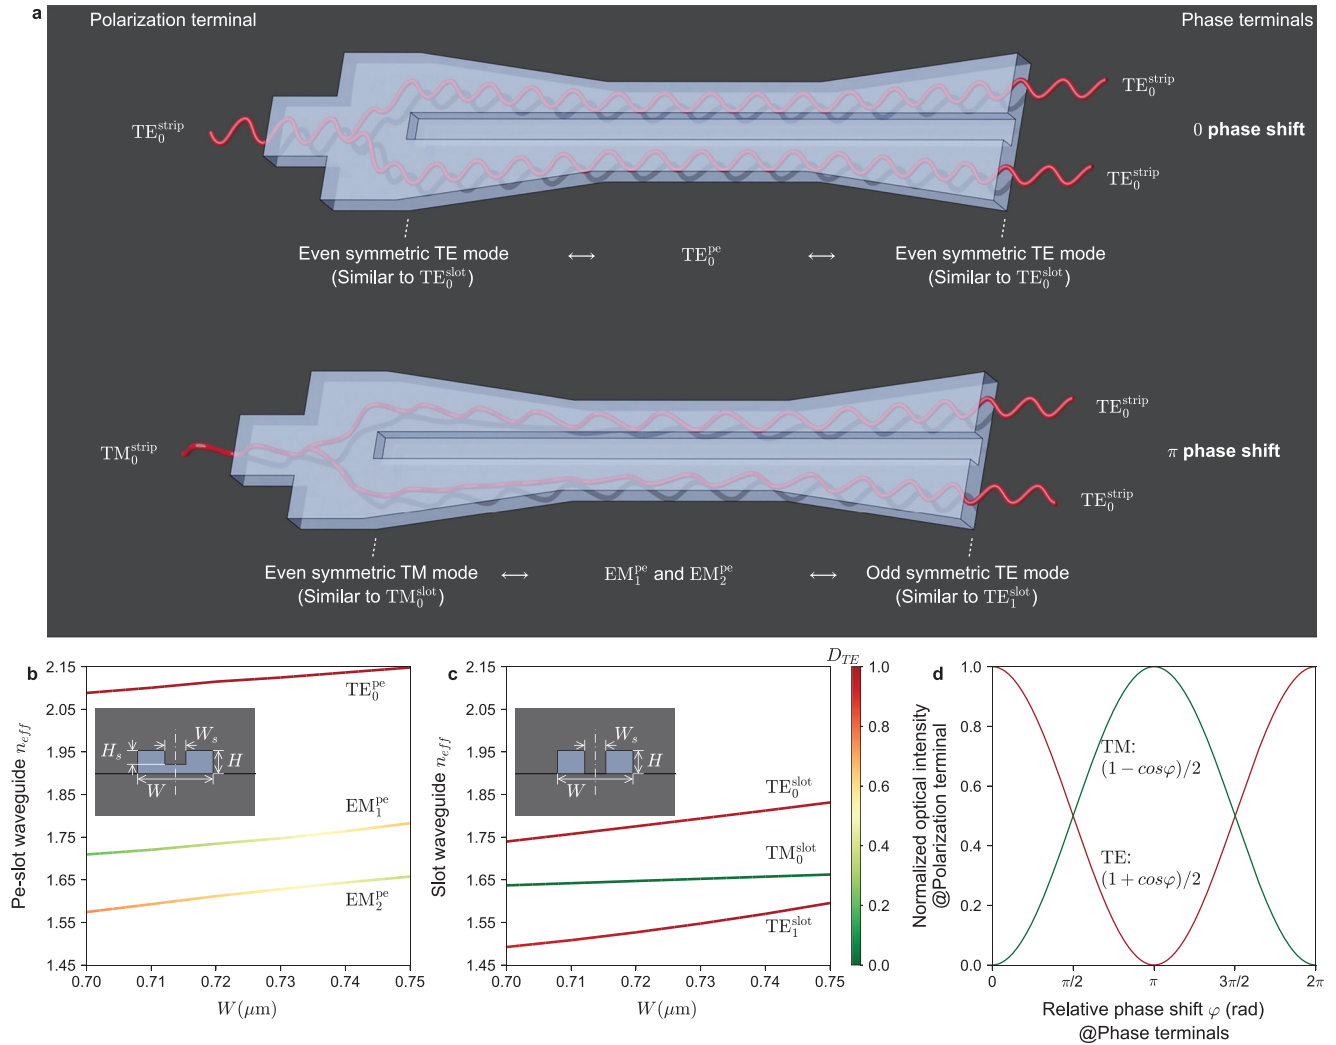 a
Polarization terminal
Phase terminals
TE₀ˢᵗʳⁱᵖ
TE₀ˢᵗʳⁱᵖ
0 phase shift
TE₀ˢᵗʳⁱᵖ
Even symmetric TE mode ↔ TE₀ᵖᵉ ↔ Even symmetric TE mode
(Similar to TE₀ˢˡᵒᵗ) (Similar to TE₀ˢˡᵒᵗ)
TE₀ˢᵗʳⁱᵖ
TM₀ˢᵗʳⁱᵖ
π phase shift
TE₀ˢᵗʳⁱᵖ
Even symmetric TM mode ↔ EM₁ᵖᵉ and EM₂ᵖᵉ ↔ Odd symmetric TE mode
(Similar to TM₀ˢˡᵒᵗ) (Similar to TE₁ˢˡᵒᵗ)
b
Pe-slot waveguide n_eff
2.15
2.05
1.95
1.85
1.75
1.65
1.55
1.45
TE₀ᵖᵉ
H_s
W_s
H
W
EM₁ᵖᵉ
EM₂ᵖᵉ
0.70 0.71 0.72 0.73 0.74 0.75
W(μm)
c
Slot waveguide n_eff
2.15
2.05
1.95
1.85
1.75
1.65
1.55
1.45
W_s
H
W
TE₀ˢˡᵒᵗ
TM₀ˢˡᵒᵗ
TE₁ˢˡᵒᵗ
0.70 0.71 0.72 0.73 0.74 0.75
W(μm)
D_TE
1.0
0.8
0.6
0.4
0.2
0.0
d
Normalized optical intensity
@Polarization terminal
1.0
0.8
0.6
0.4
0.2
0.0
TM:
(1 − cosφ)/2
TE:
(1 + cosφ)/2
0 π/2 π 3π/2 2π
Relative phase shift φ (rad)
@Phase terminals